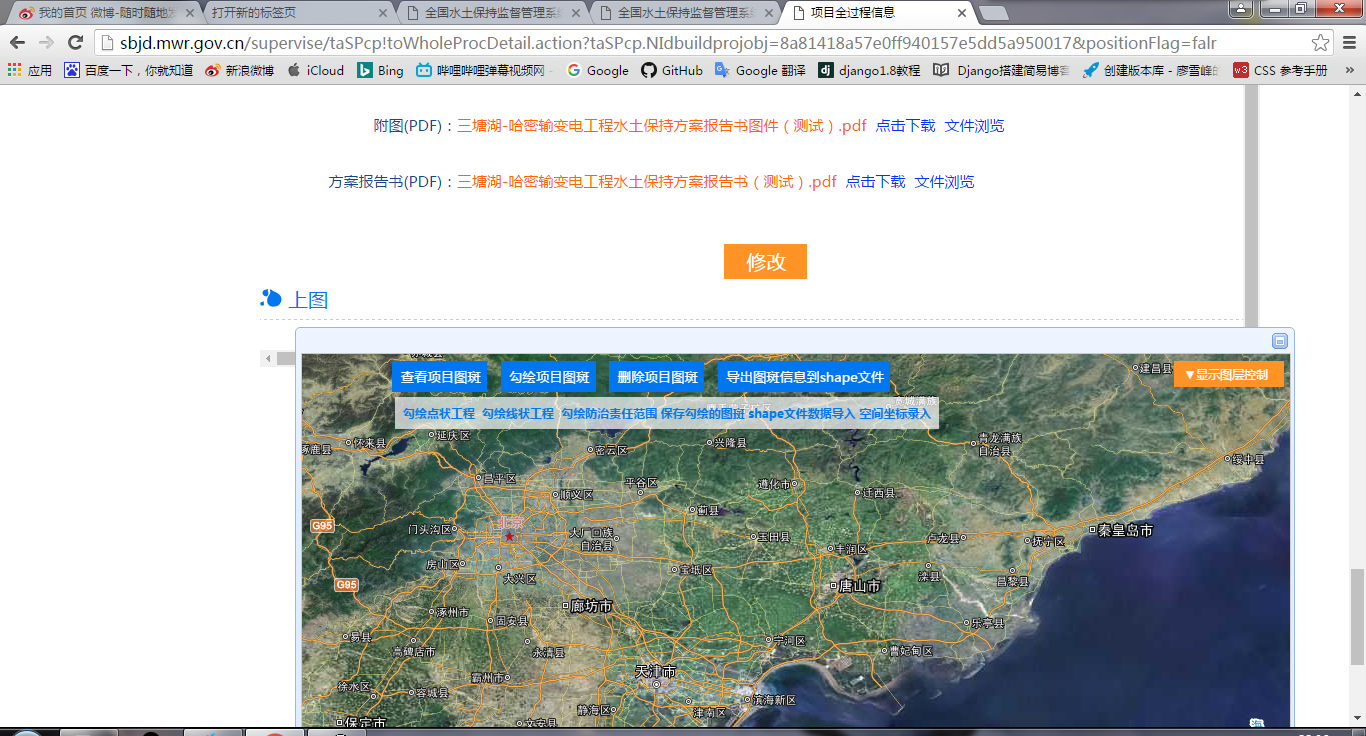 我的首页 微博-随时随地发
打开新的标签页
全国水土保持监督管理系统
全国水土保持监督管理系统
项目全过程信息
sbjd.mwr.gov.cn/supervise/taSPcp!toWholeProcDetail.action?taSPcp.NIdbuildprojobj=8a81418a57e0ff940157e5dd5a950017&positionFlag=falr
应用 百度一下，你就知道 新浪微博 iCloud Bing 哔哩哔哩弹幕视频网 Google GitHub Google 翻译 django1.8教程 Django搭建简易博客 创建版本库 - 廖雪峰的 CSS 参考手册 »
附图(PDF)：三塘湖-哈密输变电工程水土保持方案报告书图件（测试）.pdf 点击下载 文件浏览
方案报告书(PDF)：三塘湖-哈密输变电工程水土保持方案报告书（测试）.pdf 点击下载 文件浏览
修改
上图
查看项目图斑 勾绘项目图斑 删除项目图斑 导出图斑信息到shape文件
▼显示图层控制
建昌县
勾绘点状工程 勾绘线状工程 勾绘防治责任范围 保存勾绘的图斑 shape文件数据导入 空间坐标录入
宽城满族
涿鹿县
怀来县
延庆区
密云区
兴隆县
青龙满族
自治县
绥中县
昌平区
顺义区
平谷区
遵化市
迁西县
蓟县
G95
门头沟区
北京
大厂回族
自治县
宝田县
丰润区
卢龙县
抚宁区
秦皇岛市
房山区
大兴区
宝坻区
唐山市
滦县
昌黎县
G95
涿州市
固安县
廊坊市
乐亭县
易县
高碑店市
永清县
宁河区
曹妃甸区
霸州市
天津市
徐水区
容城县
静海区
津南区
滨海新区
保定市
文安县
海